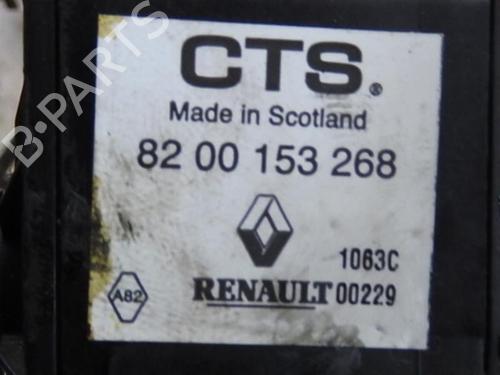 CTS.®
Made in Scotland
82 00 153 268
1063C
A82
RENAULT 00229
B-PARTS